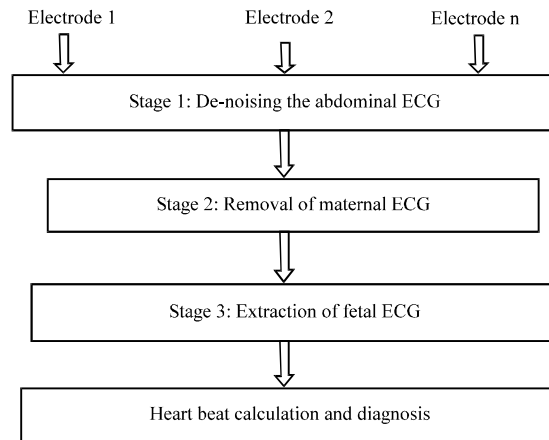 Electrode 1 Electrode 2 Electrode n
Stage 1: De-noising the abdominal ECG
Stage 2: Removal of maternal ECG
Stage 3: Extraction of fetal ECG
Heart beat calculation and diagnosis